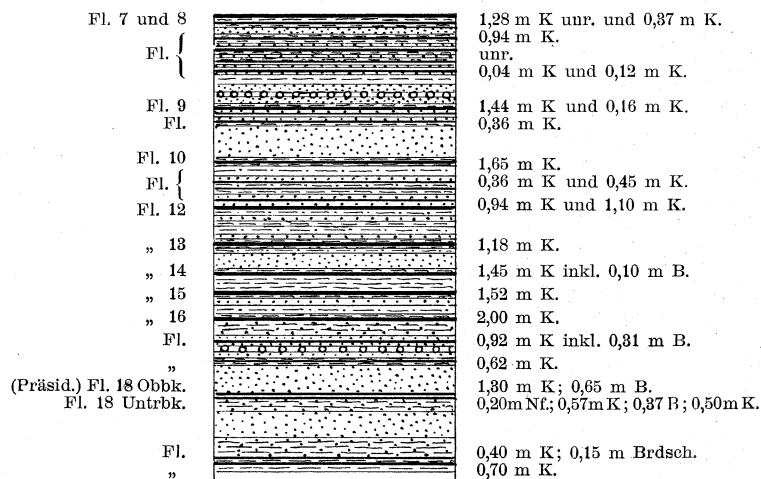 Fl. 7 und 8 1,28 m K unr. und 0,37 m K.
0,94 m K.
Fl. unr.
0,04 m K und 0,12 m K.
Fl. 9 1,44 m K und 0,16 m K.
Fl. 0,36 m K.
Fl. 10 1,65 m K.
Fl. 0,36 m K und 0,45 m K.
Fl. 12 0,94 m K und 1,10 m K.
„ 13 1,18 m K.
„ 14 1,45 m K inkl. 0,10 m B.
„ 15 1,52 m K.
„ 16 2,00 m K.
Fl. 0,92 m K inkl. 0,31 m B.
„ 0,62 m K.
(Präsid.) Fl. 18 Obbk. 1,30 m K; 0,65 m B.
Fl. 18 Untrbk. 0,20m Nf.; 0,57m K; 0,37 B; 0,50m K.
Fl. 0,40 m K; 0,15 m Brdsch.
„ 0,70 m K.